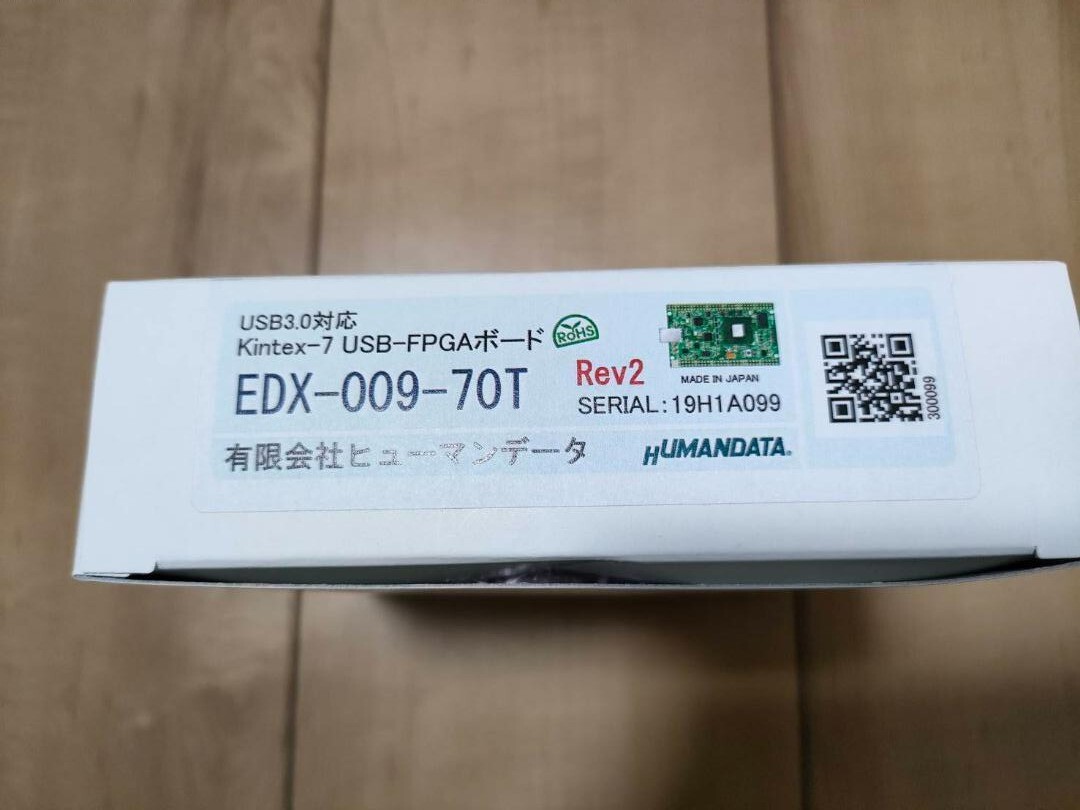 USB3.0対応
Kintex-7 USB-FPGAボード
RoHS
EDX-009-70T
Rev2
MADE IN JAPAN
SERIAL:19H1A099
有限会社ヒューマンデータ
HUMANDATA.
300099